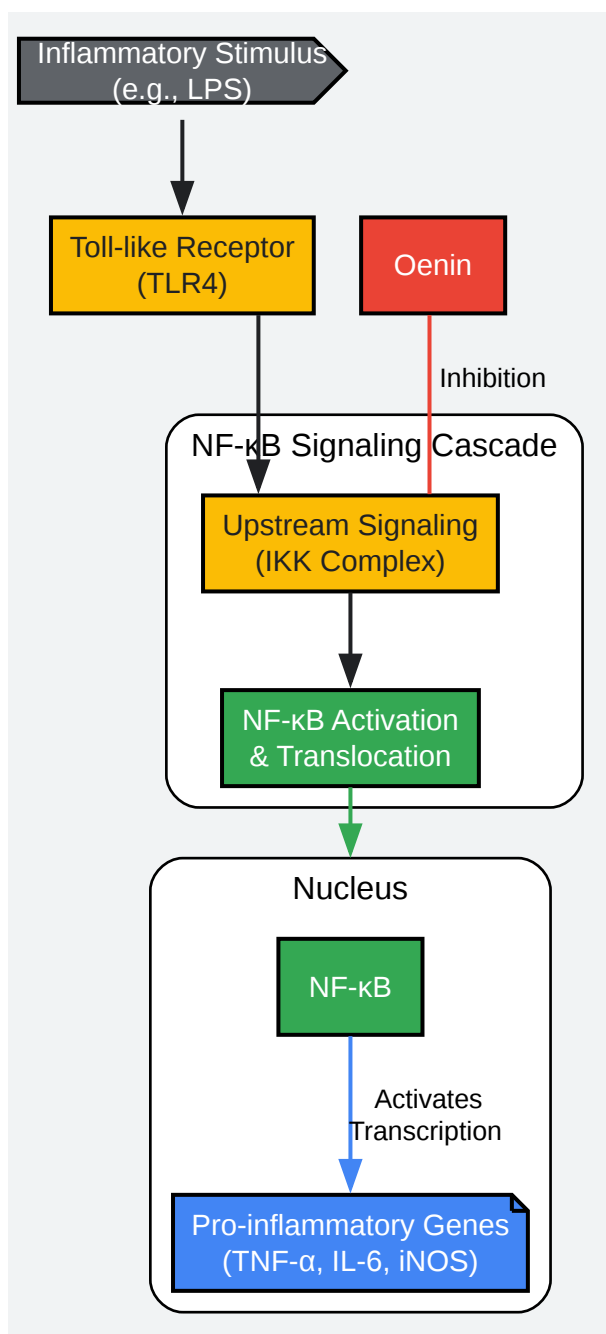 Inflammatory Stimulus
(e.g., LPS)
Toll-like Receptor
(TLR4)
Oenin
Inhibition
NF-κB Signaling Cascade
Upstream Signaling
(IKK Complex)
NF-κB Activation
& Translocation
Nucleus
NF-κB
Activates
Transcription
Pro-inflammatory Genes
(TNF-α, IL-6, iNOS)